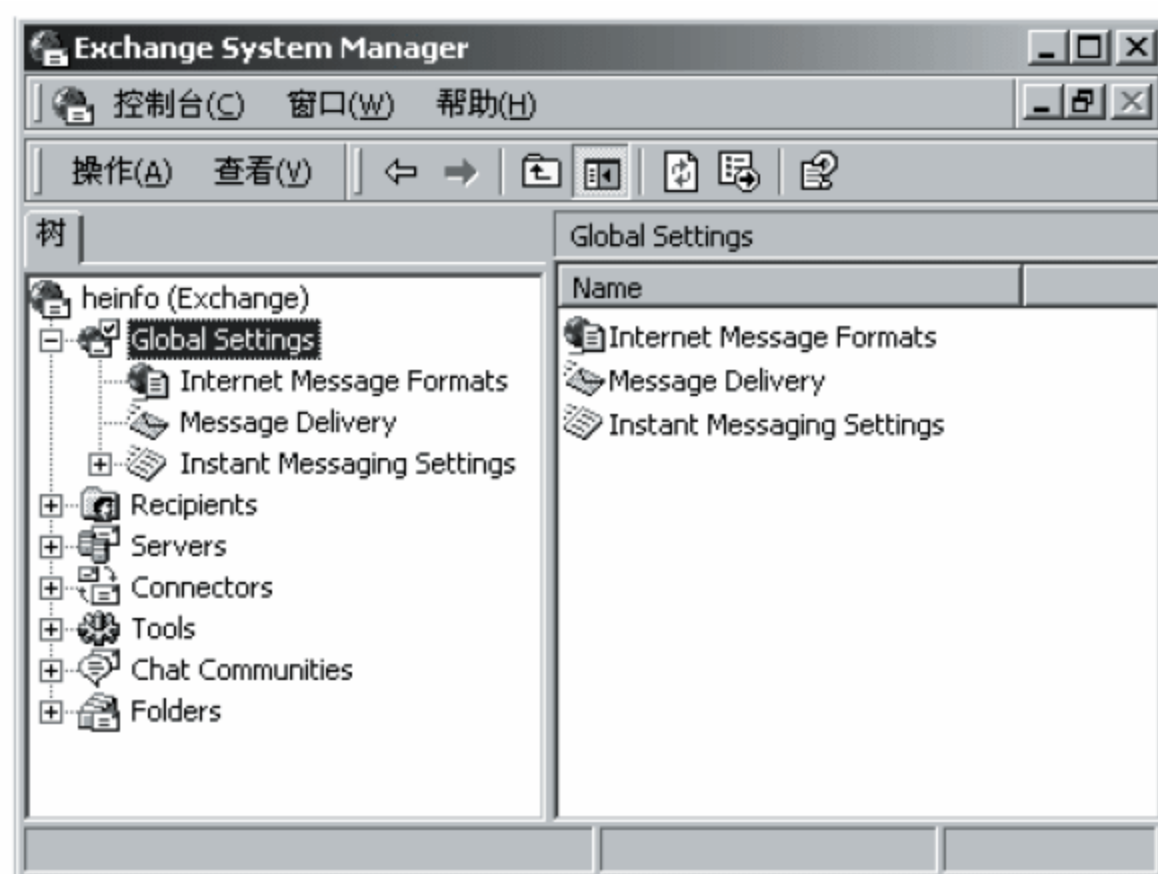 Exchange System Manager
控制台(C) 窗口(W) 帮助(H)
操作(A) 查看(V)
树
heinfo (Exchange)
Global Settings
Internet Message Formats
Message Delivery
Instant Messaging Settings
Recipients
Servers
Connectors
Tools
Chat Communities
Folders
Global Settings
Name
Internet Message Formats
Message Delivery
Instant Messaging Settings